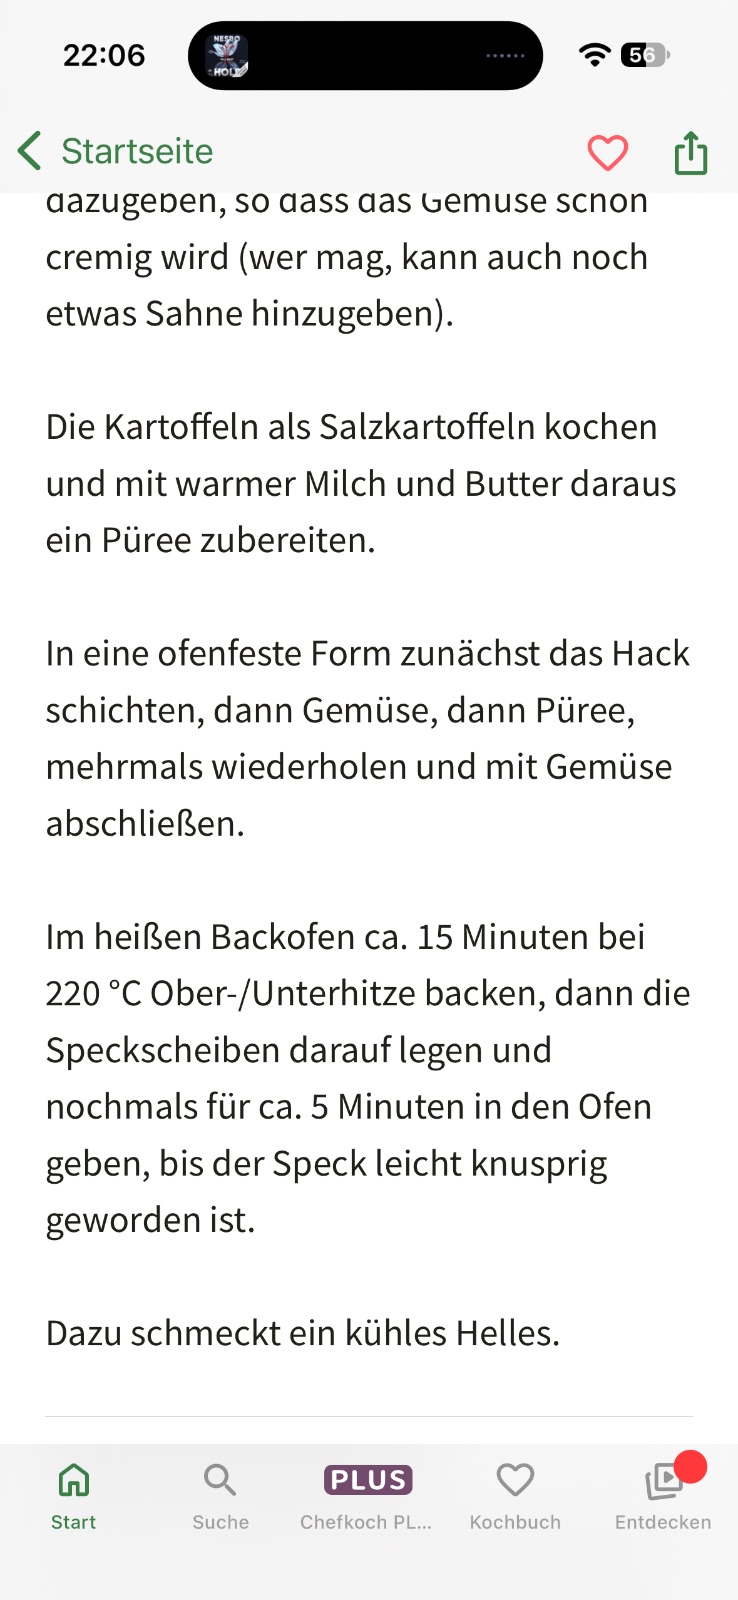 22:06
NESBØ
HOLE
56
Startseite
dazugeben, so dass das Gemüse schön
cremig wird (wer mag, kann auch noch
etwas Sahne hinzugeben).
Die Kartoffeln als Salzkartoffeln kochen
und mit warmer Milch und Butter daraus
ein Püree zubereiten.
In eine ofenfeste Form zunächst das Hack
schichten, dann Gemüse, dann Püree,
mehrmals wiederholen und mit Gemüse
abschließen.
Im heißen Backofen ca. 15 Minuten bei
220 °C Ober-/Unterhitze backen, dann die
Speckscheiben darauf legen und
nochmals für ca. 5 Minuten in den Ofen
geben, bis der Speck leicht knusprig
geworden ist.
Dazu schmeckt ein kühles Helles.
PLUS
Start
Suche
Chefkoch PL...
Kochbuch
Entdecken